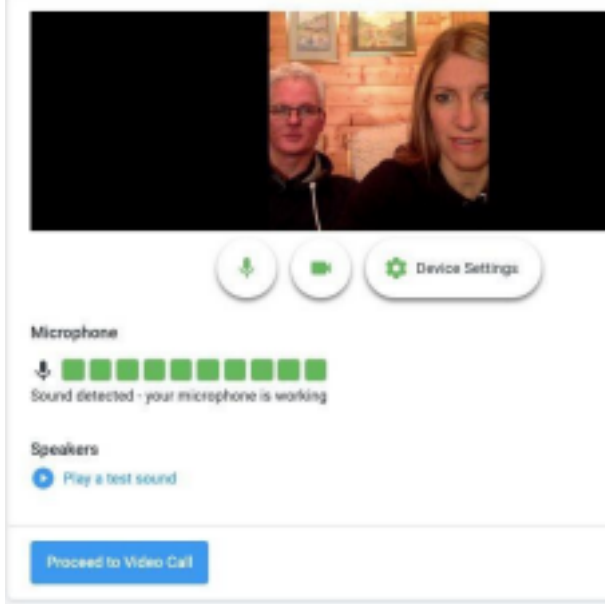 Device Settings
Microphone
Sound detected - your microphone is working
Speakers
Play a test sound
Proceed to Video Call